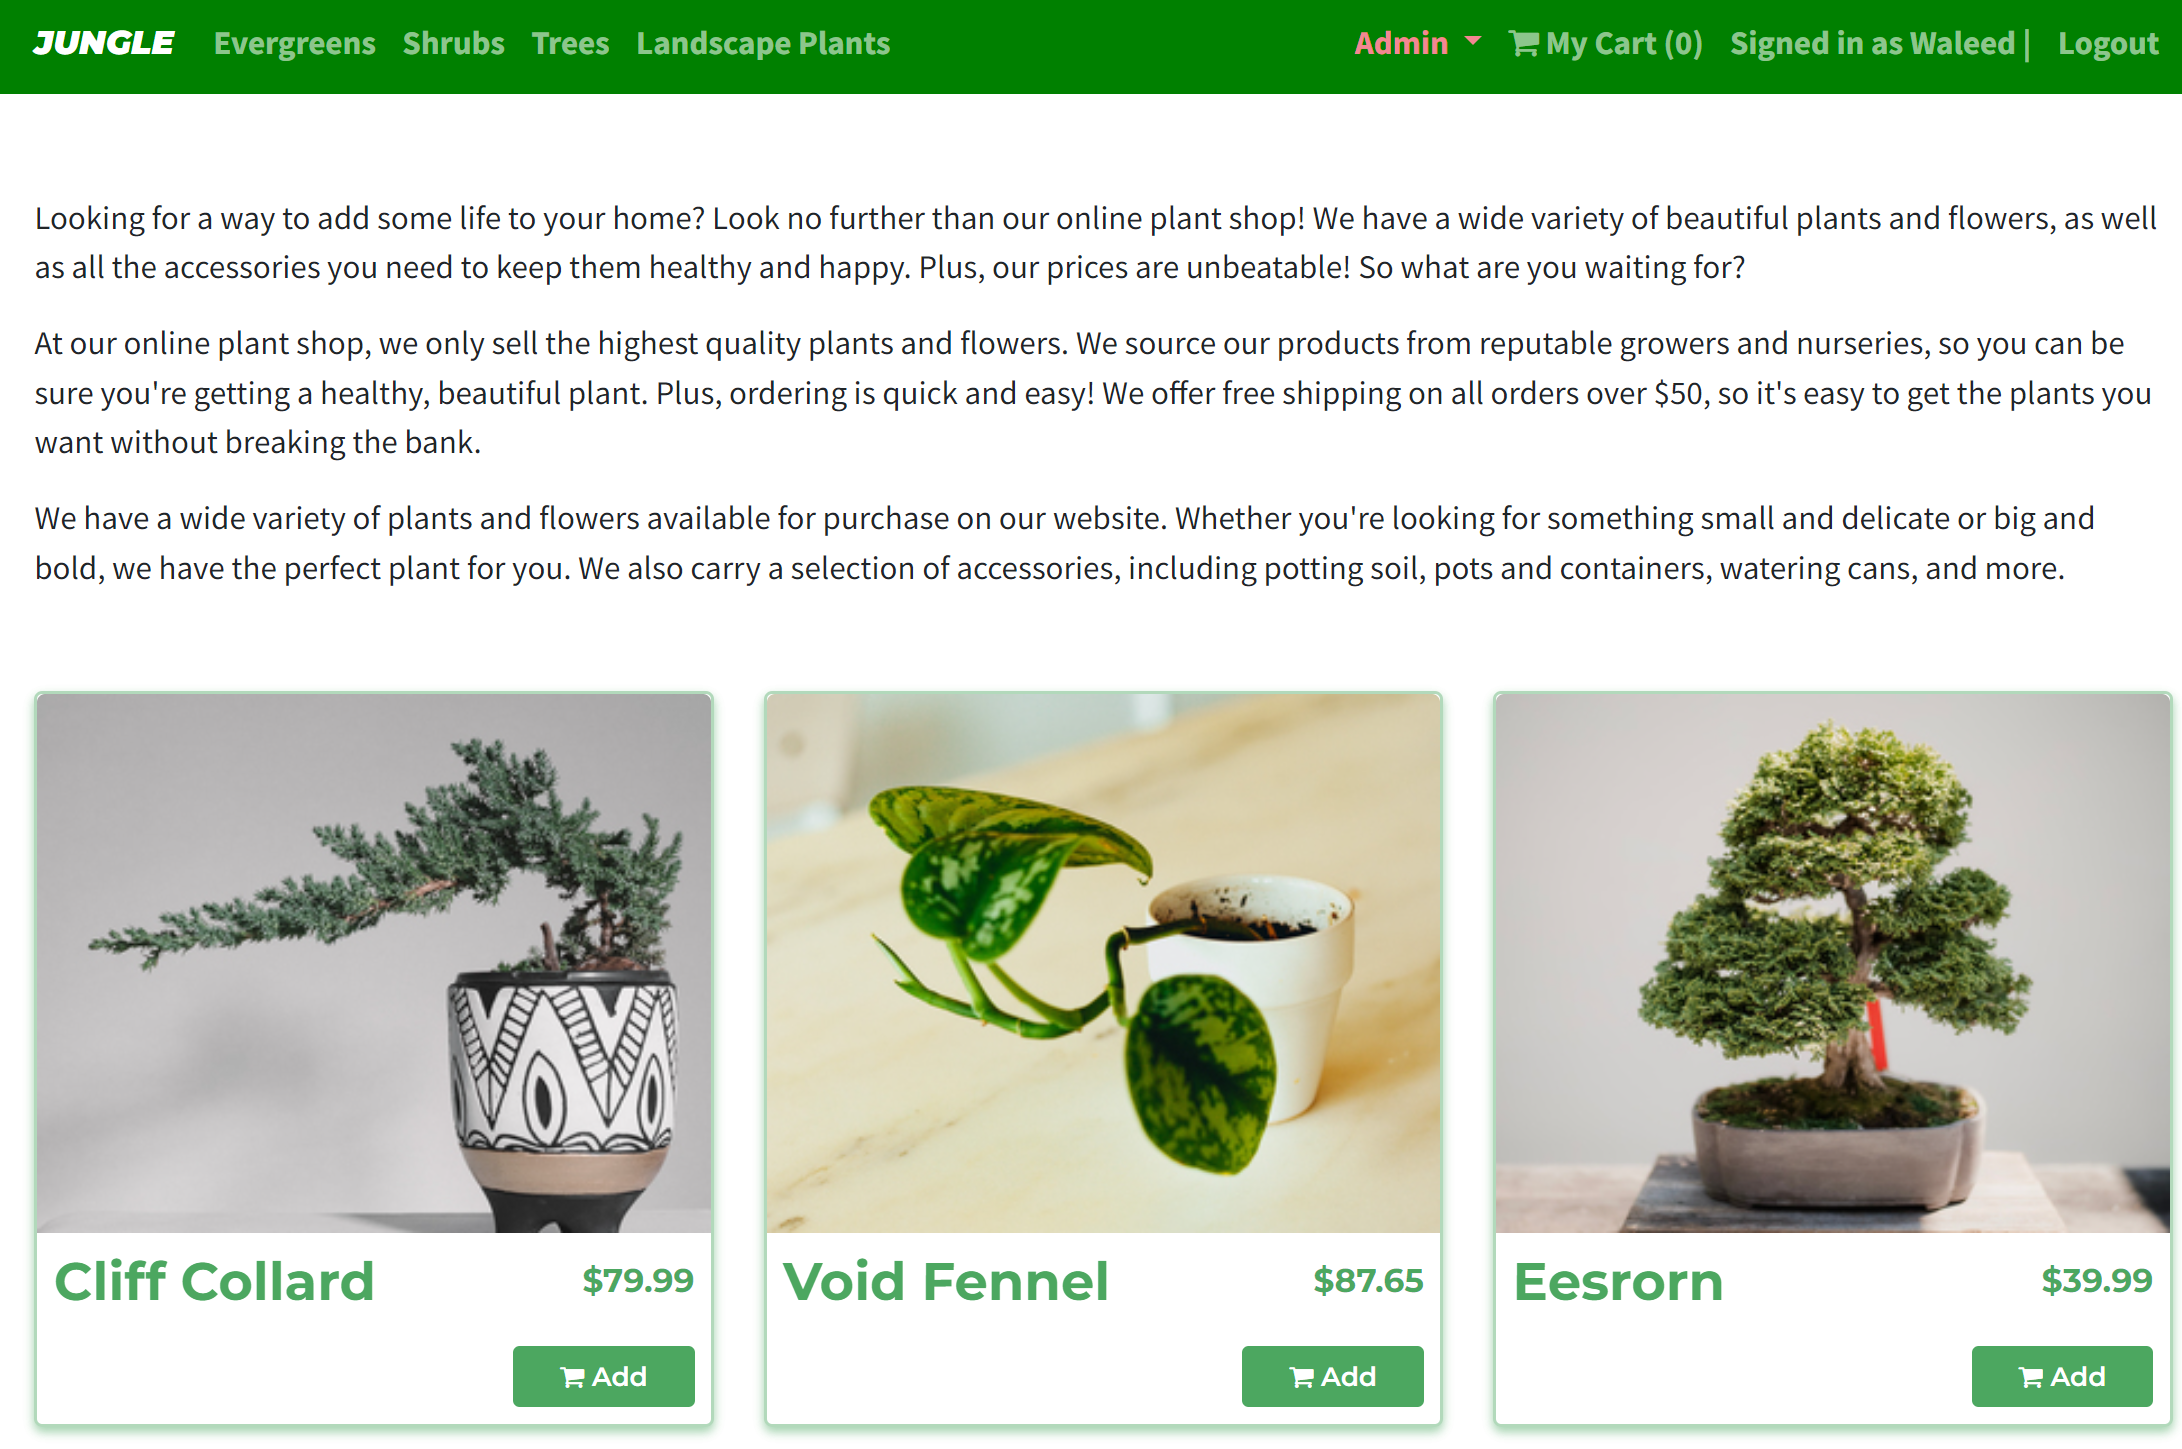 JUNGLE Evergreens Shrubs Trees Landscape Plants Admin My Cart (0) Signed in as Waleed | Logout
Looking for a way to add some life to your home? Look no further than our online plant shop! We have a wide variety of beautiful plants and flowers, as well
as all the accessories you need to keep them healthy and happy. Plus, our prices are unbeatable! So what are you waiting for?
At our online plant shop, we only sell the highest quality plants and flowers. We source our products from reputable growers and nurseries, so you can be
sure you're getting a healthy, beautiful plant. Plus, ordering is quick and easy! We offer free shipping on all orders over $50, so it's easy to get the plants you
want without breaking the bank.
We have a wide variety of plants and flowers available for purchase on our website. Whether you're looking for something small and delicate or big and
bold, we have the perfect plant for you. We also carry a selection of accessories, including potting soil, pots and containers, watering cans, and more.
Cliff Collard $79.99
Add
Void Fennel $87.65
Add
Eesrorn $39.99
Add